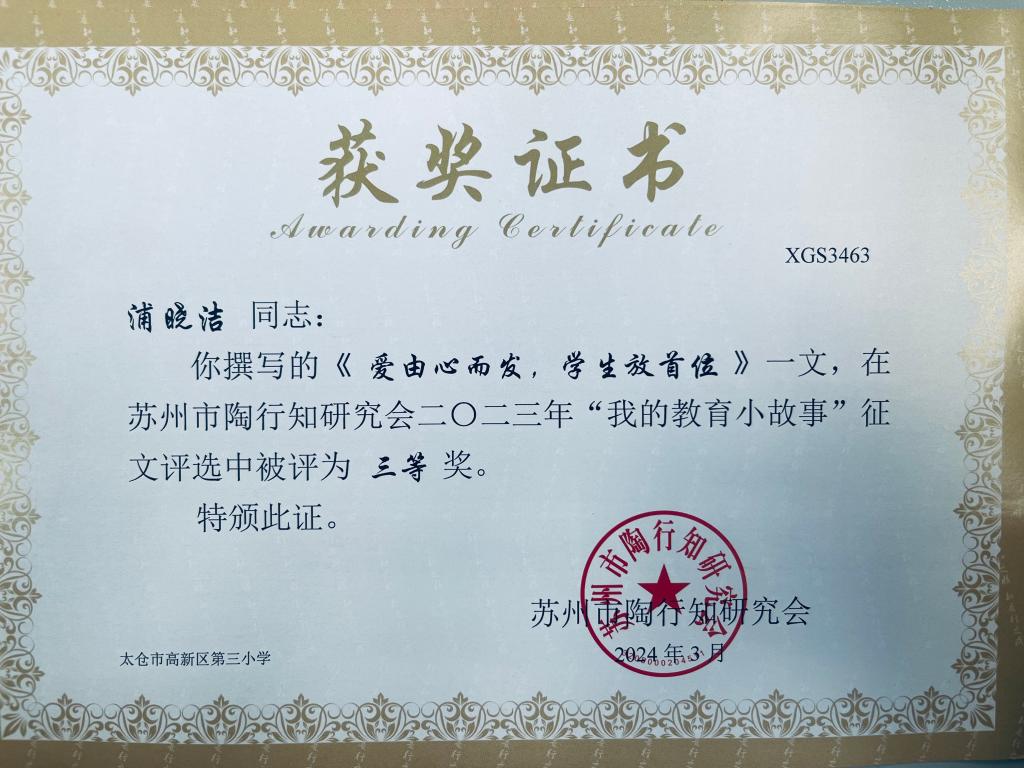 获奖证书
Awarding Certificate
XGS3463
浦晓洁 同志：
你撰写的《爱由心而发，学生放首位》一文，在
苏州市陶行知研究会二〇二三年“我的教育小故事”征
文评选中被评为 三等 奖。
特颁此证。
苏州市陶行知研究会
苏州市陶行知研究会
2024 年 3 月
太仓市高新区第三小学